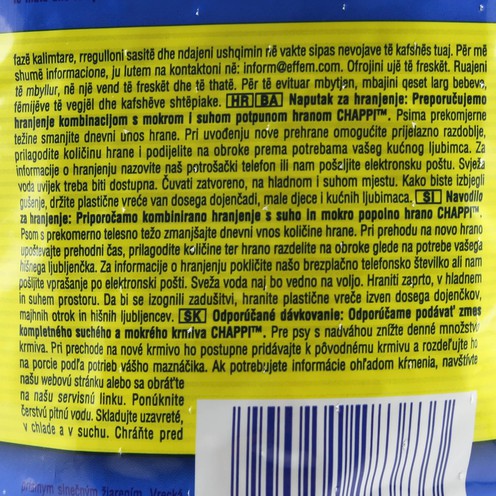 fazë kalimtare, rregulloni sasitë dhe ndajeni ushqimin në vakte sipas nevojave të kafshës tuaj. Për më
shumë informacione, ju lutem na kontaktoni në: inform@effem.com. Ofrojini ujë të freskët. Ruajeni
të mbyllur, në një vend të freskët dhe të thatë. Për të evituar mbytjen, mbajini qeset larg bebeve,
fëmijëve të vegjël dhe kafshëve shtëpiake. HR BA Naputak za hranjenje: Preporučujemo
hranjenje kombinacijom s mokrom i suhom potpunom hranom CHAPPI™. Psima prekomjerne
težine smanjite dnevni unos hrane. Pri uvođenju nove prehrane omogućite prijelazno razdoblje,
prilagodite količinu hrane i podijelite na obroke prema potrebama vašeg kućnog ljubimca. Za
informacije o hranjenju nazovite naš potrošački telefon ili nam pošaljite elektronsku poštu. Svježa
voda uvijek treba biti dostupna. Čuvati zatvoreno, na hladnom i suhom mjestu. Kako biste izbjegli
gušenje, držite plastične vreće van dosega dojenčadi, male djece i kućnih ljubimaca. SI Navodilo
za hranjenje: Priporočamo kombinirano hranjenje s suho in mokro popolno hrano CHAPPI™.
Psom s prekomerno telesno težo zmanjšajte dnevni vnos količine hrane. Pri prehodu na novo hrano
upoštevajte prehodni čas, prilagodite količine ter hrano razdelite na obroke glede na potrebe vašega
hišnega ljubljenčka. Za informacije o hranjenju pokličite našo brezplačno telefonsko številko ali nam
pošljite vprašanje po elektronski pošti. Sveža voda naj bo vedno na voljo. Hraniti zaprto, v hladnem
in suhem prostoru. Da bi se izognili zadušitvi, hranite plastične vreče izven dosega dojenčkov,
majhnih otrok in hišnih ljubljencev. SK Odporúčané dávkovanie: Odporúčame podávať zmes
kompletného suchého a mokrého krmiva CHAPPI™. Pre psy s nadváhou znížte denné množstvo
krmiva. Pri prechode na nové krmivo ho postupne pridávajte k pôvodnému krmivu a rozdeľujte ho
na porcie podľa potrieb vášho maznáčika. Ak potrebujete informácie ohľadom kŕmenia, navštívte
našu webovú stránku alebo sa obráťte
na našu servisnú linku. Ponúknite
čerstvú pitnú vodu. Skladujte uzavreté,
v chlade a v suchu. Chráňte pred
priamym slnečným žiarením. Vrecká